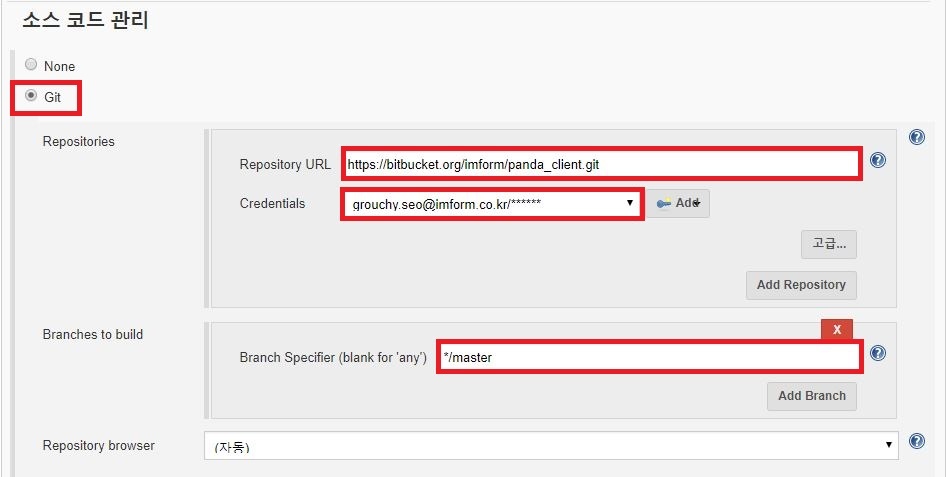 소스 코드 관리
None
Git
Repositories
Repository URL https://bitbucket.org/imform/panda_client.git
Credentials grouchy.seo@imform.co.kr/****** Add
고급...
Add Repository
Branches to build
X
Branch Specifier (blank for 'any') */master
Add Branch
Repository browser (자동)